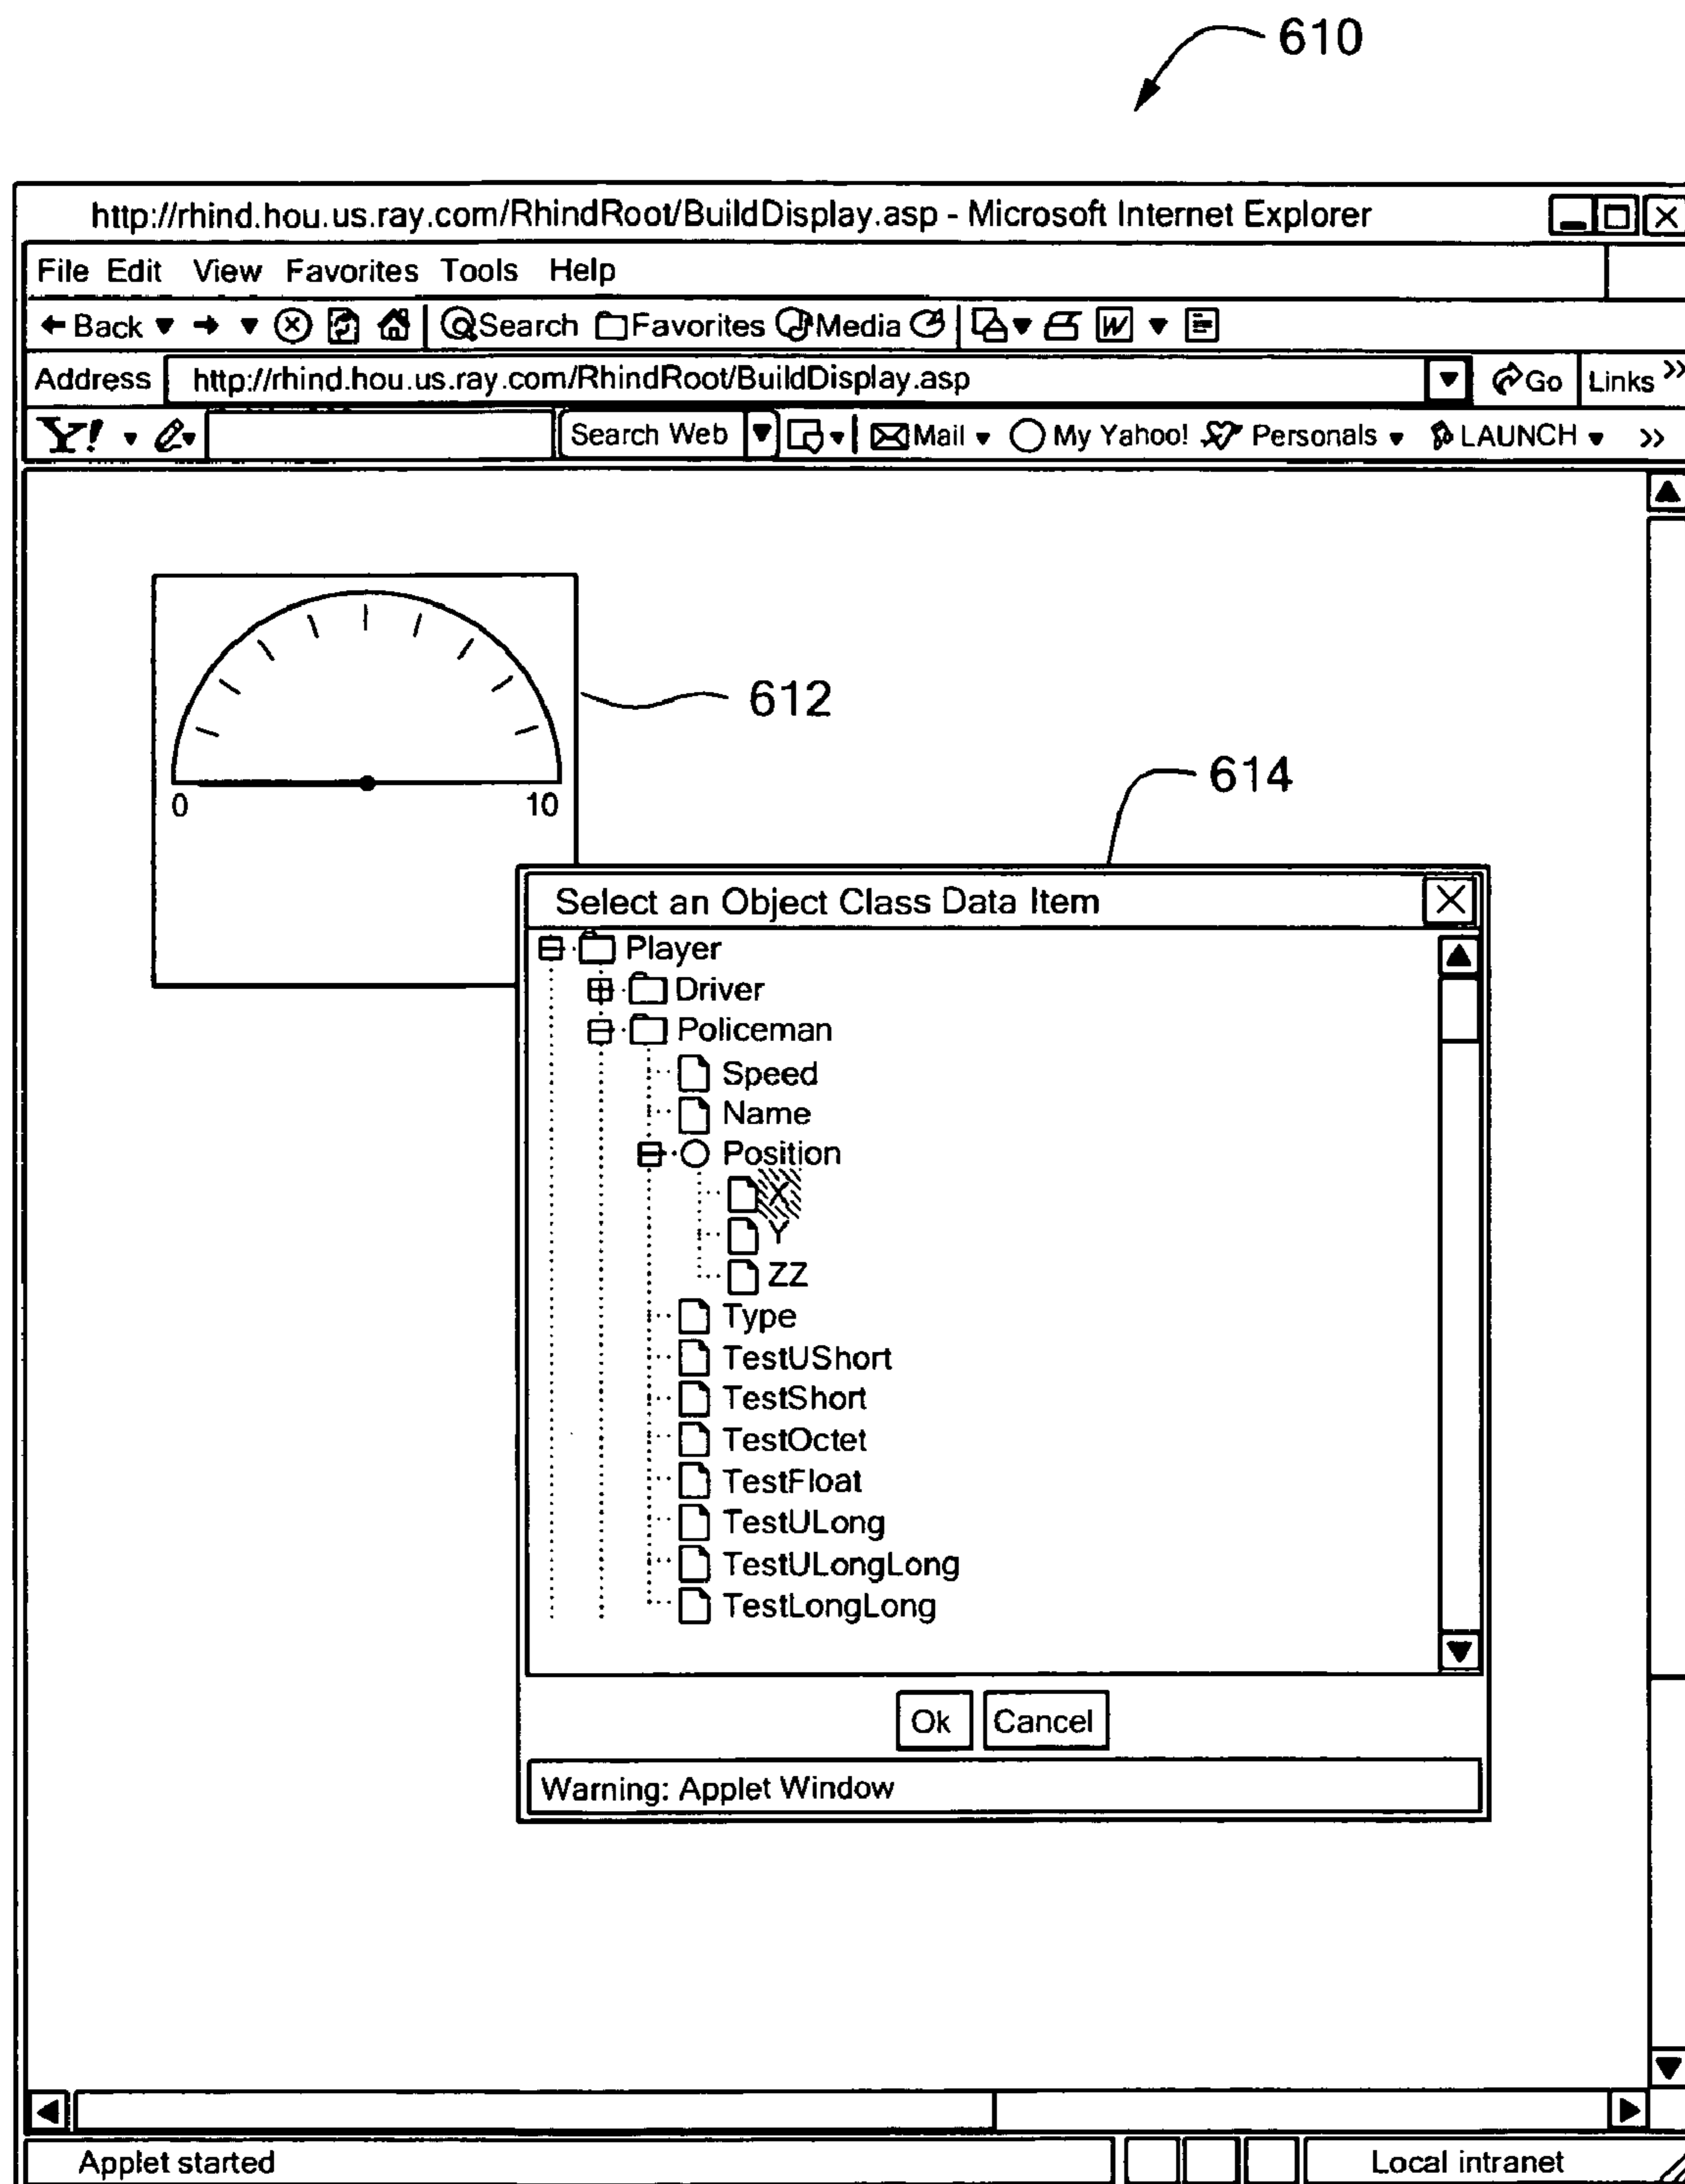 610
http://rhind.hou.us.ray.com/RhindRoot/BuildDisplay.asp - Microsoft Internet Explorer
File Edit View Favorites Tools Help
Back Search Favorites Media W
Address http://rhind.hou.us.ray.com/RhindRoot/BuildDisplay.asp Go Links »
Y! Search Web Mail My Yahoo! Personals LAUNCH »
612
0 10
614
Select an Object Class Data Item
Player
Driver
Policeman
Speed
Name
Position
X
Y
ZZ
Type
TestUShort
TestShort
TestOctet
TestFloat
TestULong
TestULongLong
TestLongLong
Ok Cancel
Warning: Applet Window
Applet started Local intranet